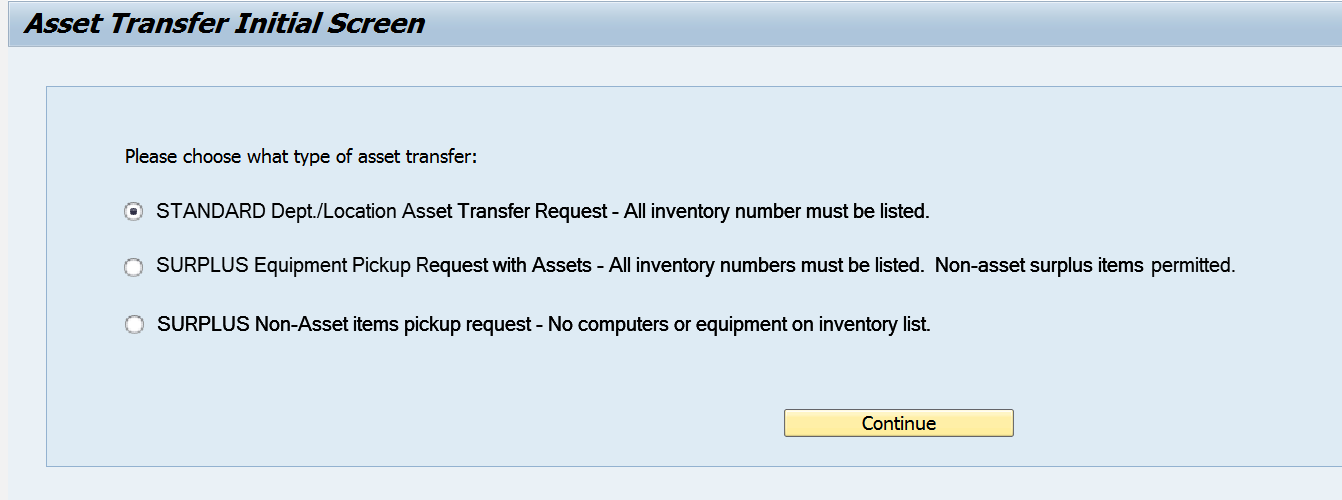 Asset Transfer Initial Screen
Please choose what type of asset transfer:
STANDARD Dept./Location Asset Transfer Request - All inventory number must be listed.
SURPLUS Equipment Pickup Request with Assets - All inventory numbers must be listed.  Non-asset surplus items permitted.
SURPLUS Non-Asset items pickup request - No computers or equipment on inventory list.
Continue